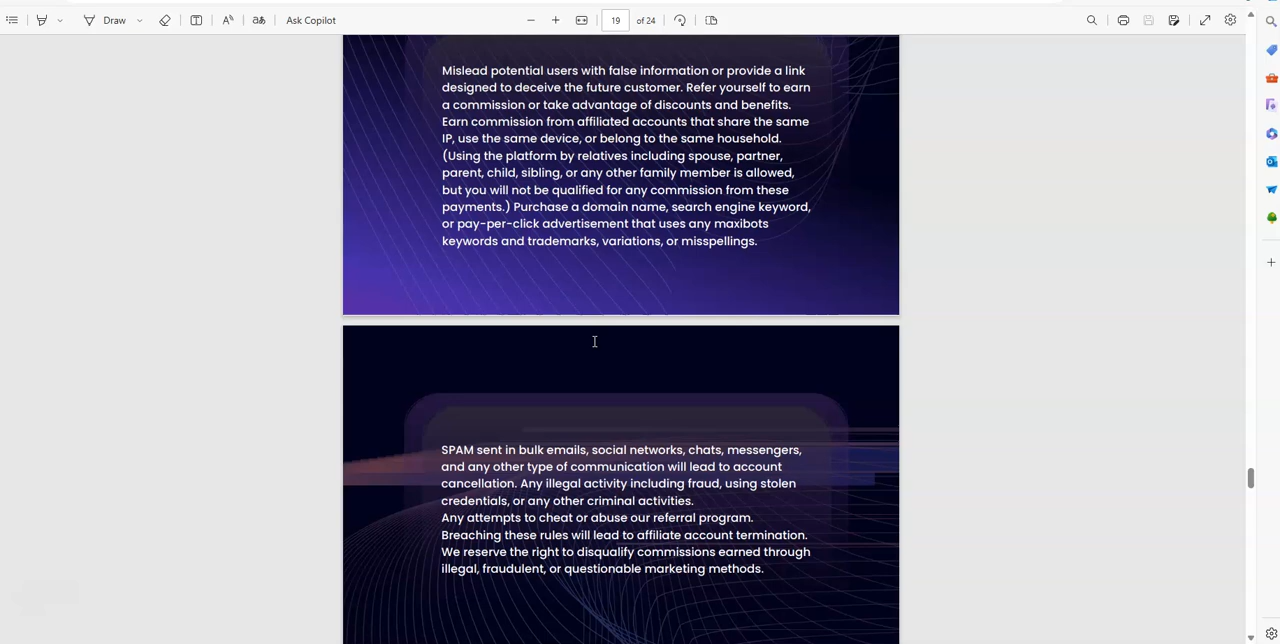 Draw
Ask Copilot
19 of 24
Mislead potential users with false information or provide a link
designed to deceive the future customer. Refer yourself to earn
a commission or take advantage of discounts and benefits.
Earn commission from affiliated accounts that share the same
IP, use the same device, or belong to the same household.
(Using the platform by relatives including spouse, partner,
parent, child, sibling, or any other family member is allowed,
but you will not be qualified for any commission from these
payments.) Purchase a domain name, search engine keyword,
or pay-per-click advertisement that uses any maxibots
keywords and trademarks, variations, or misspellings.
SPAM sent in bulk emails, social networks, chats, messengers,
and any other type of communication will lead to account
cancellation. Any illegal activity including fraud, using stolen
credentials, or any other criminal activities.
Any attempts to cheat or abuse our referral program.
Breaching these rules will lead to affiliate account termination.
We reserve the right to disqualify commissions earned through
illegal, fraudulent, or questionable marketing methods.